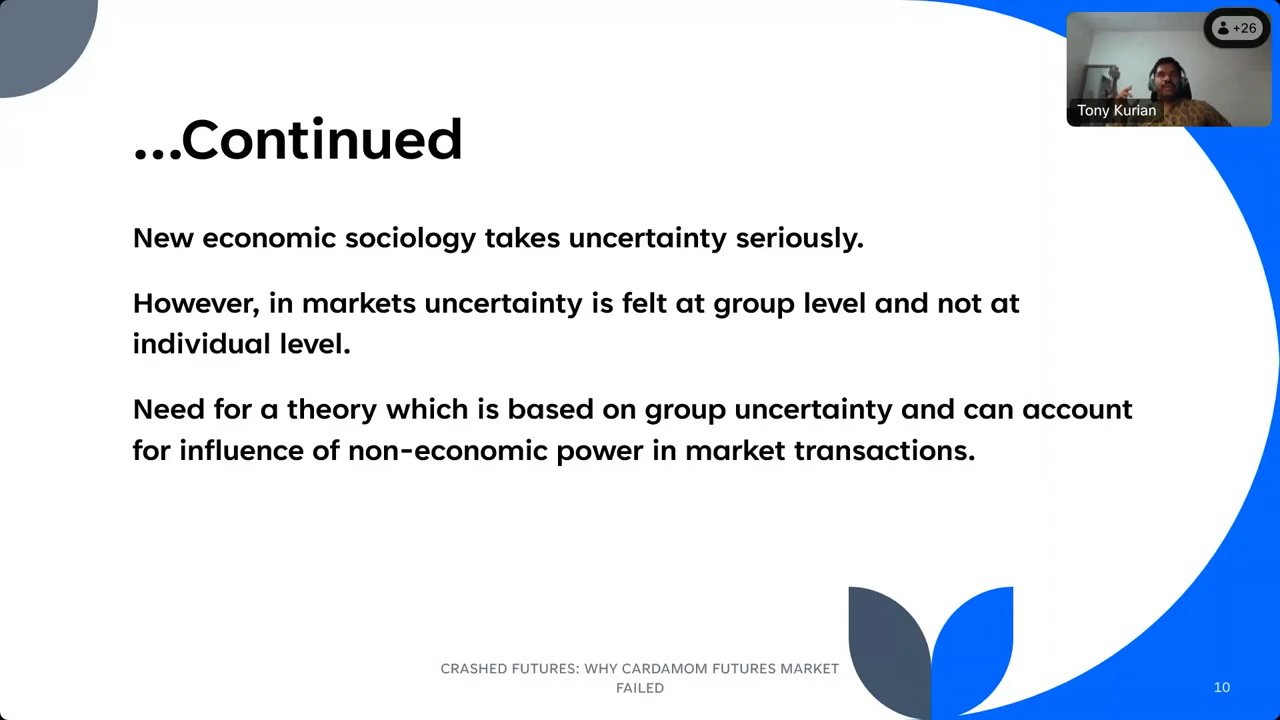 +26
Tony Kurian
...Continued
New economic sociology takes uncertainty seriously.
However, in markets uncertainty is felt at group level and not at
individual level.
Need for a theory which is based on group uncertainty and can account
for influence of non-economic power in market transactions.
CRASHED FUTURES: WHY CARDAMOM FUTURES MARKET
FAILED
10